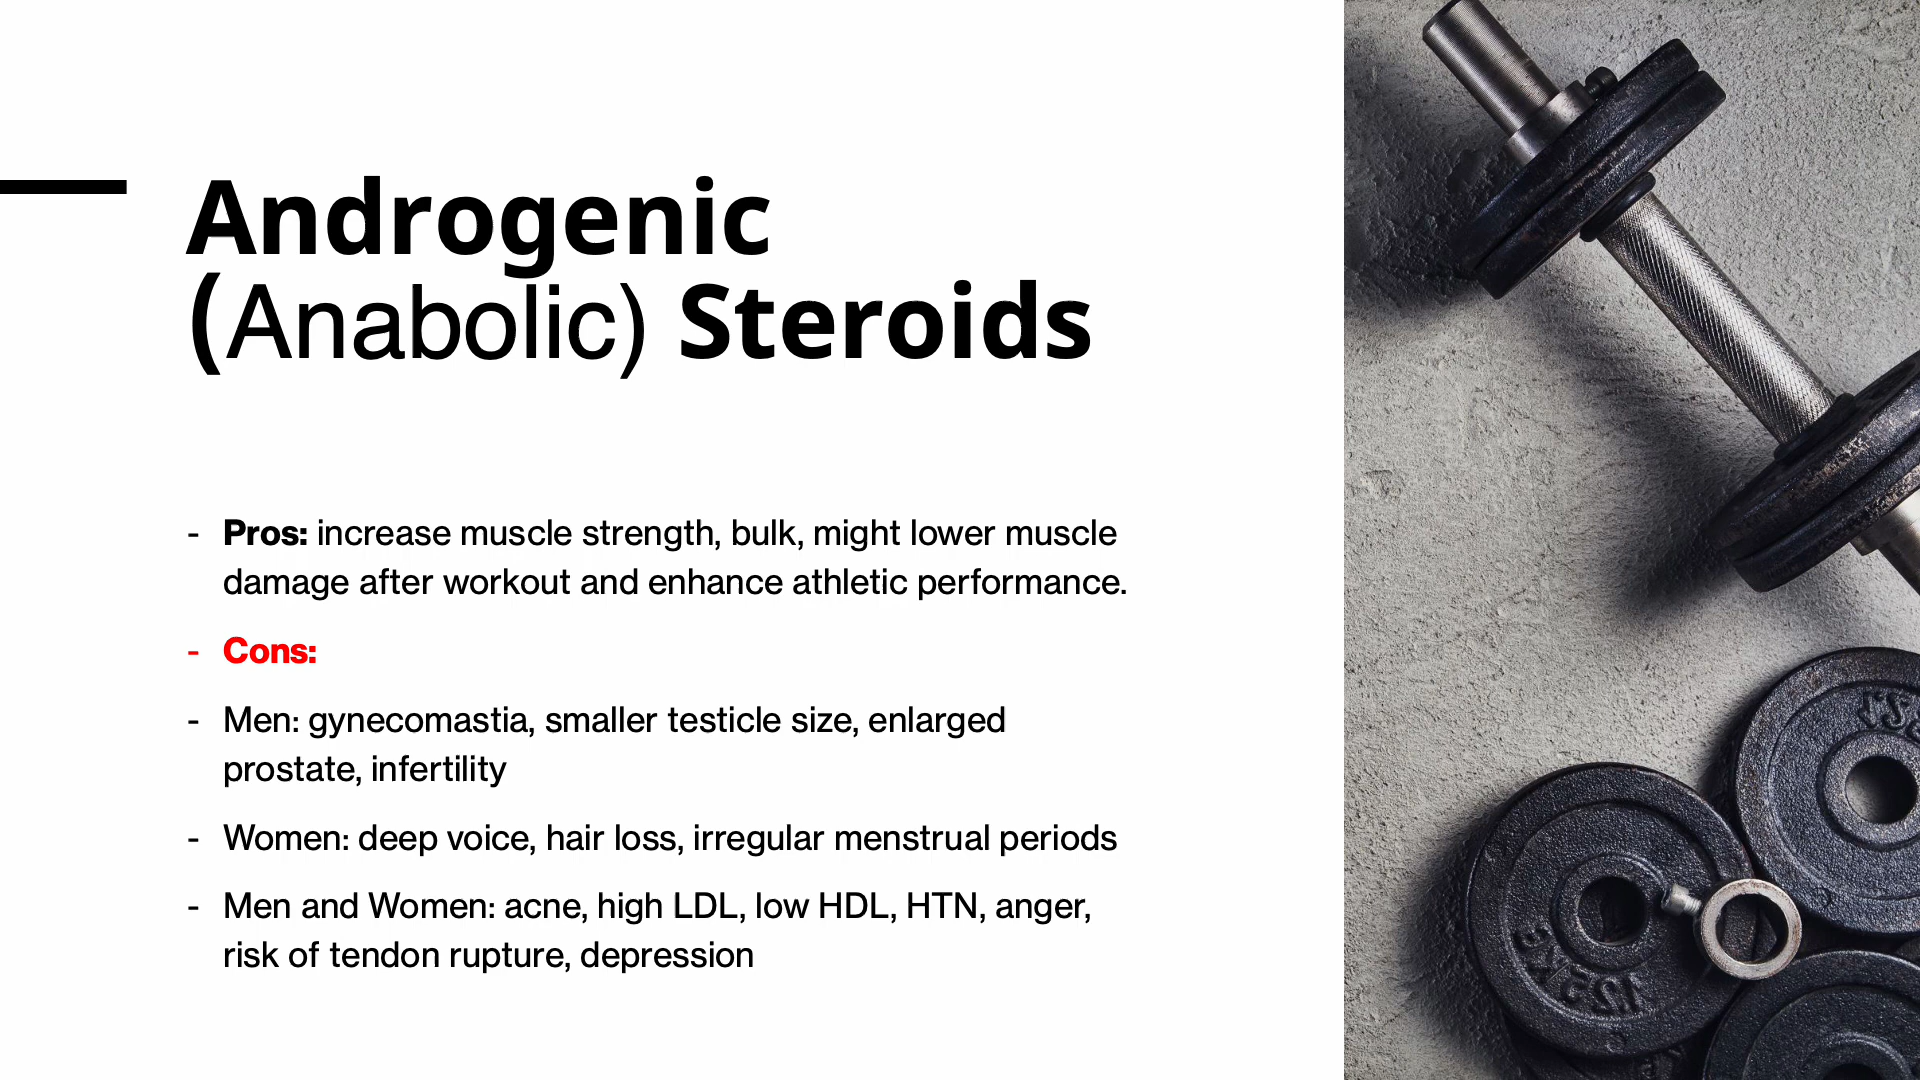 Androgenic
(Anabolic) Steroids
- Pros: increase muscle strength, bulk, might lower muscle
damage after workout and enhance athletic performance.
- Cons:
- Men: gynecomastia, smaller testicle size, enlarged
prostate, infertility
- Women: deep voice, hair loss, irregular menstrual periods
- Men and Women: acne, high LDL, low HDL, HTN, anger,
risk of tendon rupture, depression